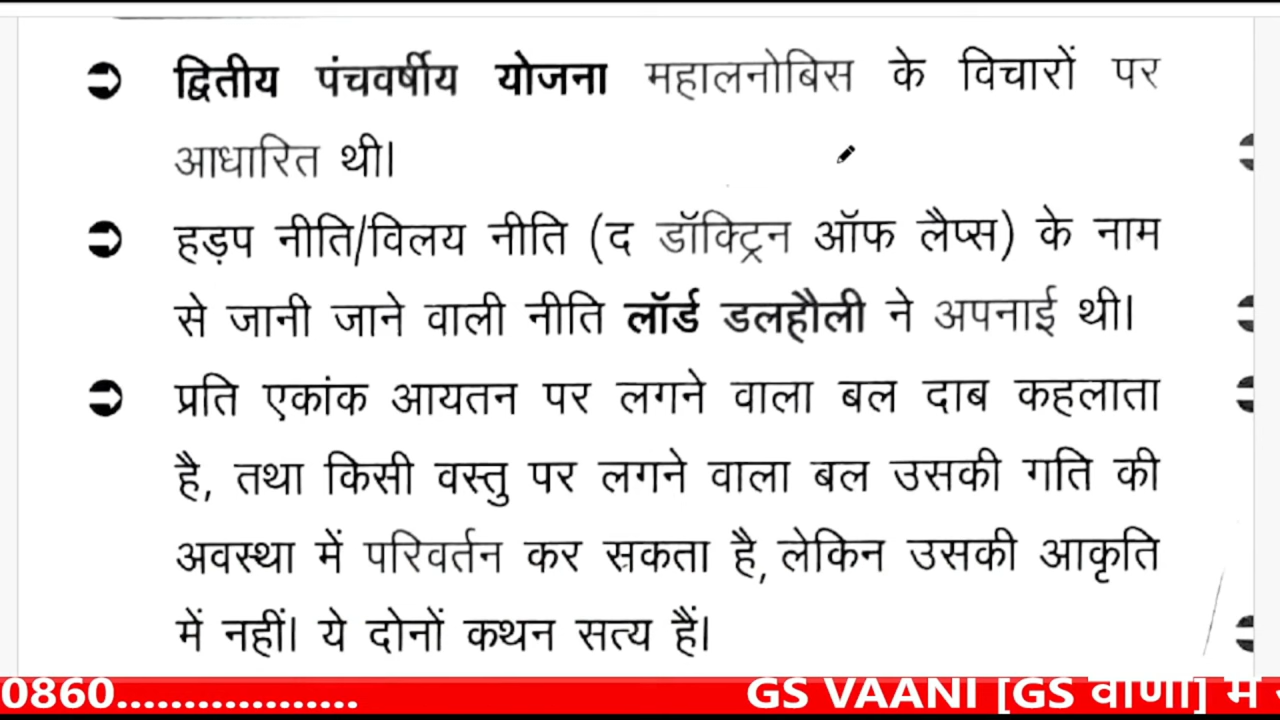 द्वितीय पंचवर्षीय योजना महालनोबिस के विचारों पर
आधारित थी।
हड़प नीति/विलय नीति (द डॉक्ट्रिन ऑफ लैप्स) के नाम
से जानी जाने वाली नीति लॉर्ड डलहौली ने अपनाई थी।
प्रति एकांक आयतन पर लगने वाला बल दाब कहलाता
है, तथा किसी वस्तु पर लगने वाला बल उसकी गति की
अवस्था में परिवर्तन कर सकता है, लेकिन उसकी आकृति
में नहीं। ये दोनों कथन सत्य हैं।
0860.................. GS VAANI [GS वाणी] में